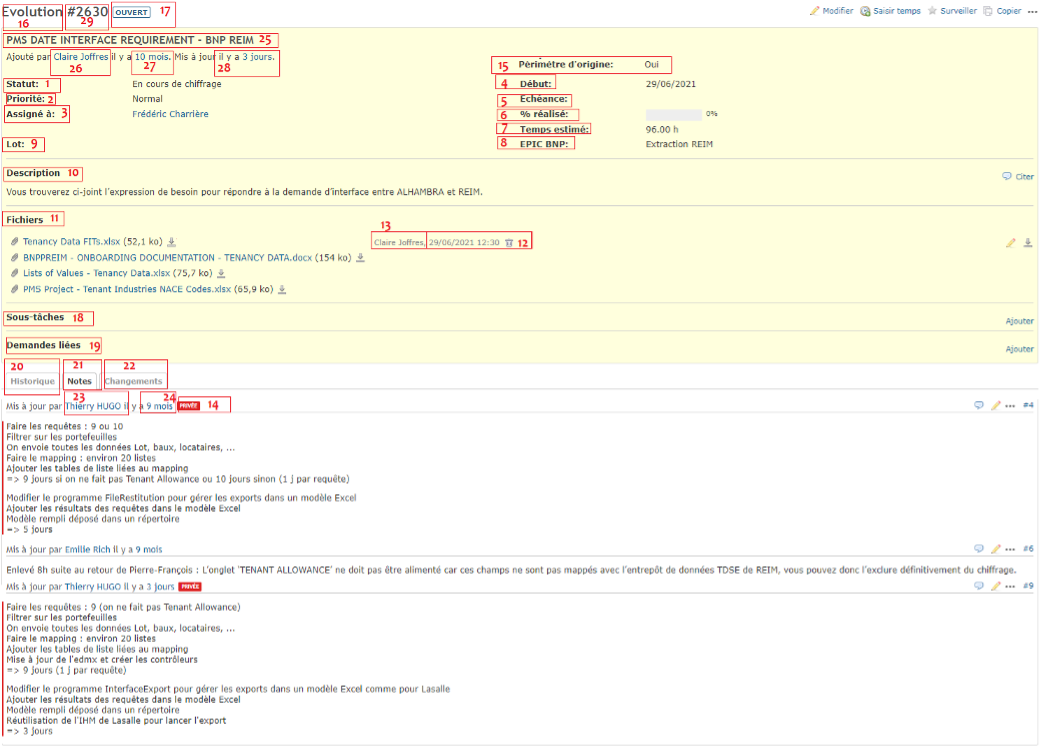 Evolution #2630 OUVERT 17
16 29
Modifier Saisir temps Surveiller Copier ...
PMS DATE INTERFACE REQUIREMENT - BNP REIM 25
Ajouté par Claire Joffres il y a 10 mois. Mis à jour il y a 3 jours.
26 27 28
15 Périmètre d'origine: Oui
Statut: 1 En cours de chiffrage 4 Début: 29/06/2021
Priorité: 2 Normal 5 Echéance:
Assigné à: 3 Frédéric Charrière 6 % réalisé: 0%
7 Temps estimé: 96.00 h
Lot: 9 8 EPIC BNP: Extraction REIM
Description 10
Citer
Vous trouverez ci-joint l'expression de besoin pour répondre à la demande d'interface entre ALHAMBRA et REIM.
Fichiers 11
13
Tenancy Data FITs.xlsx (52,1 ko) Claire Joffres, 29/06/2021 12:30 12
BNPPREIM - ONBOARDING DOCUMENTATION - TENANCY DATA.docx (154 ko)
Lists of Values - Tenancy Data.xlsx (75,7 ko)
PMS Project - Tenant Industries NACE Codes.xlsx (65,9 ko)
Sous-tâches 18
Ajouter
Demandes liées 19
Ajouter
20 21 22
Historique Notes Changements
23 24
Mis à jour par Thierry HUGO il y a 9 mois PRIVÉE 14 ... #4
Faire les requêtes : 9 ou 10
Filtrer sur les portefeuilles
On envoie toutes les données Lot, baux, locataires, ...
Faire le mapping : environ 20 listes
Ajouter les tables de liste liées au mapping
=> 9 jours si on ne fait pas Tenant Allowance ou 10 jours sinon (1 j par requête)
Modifier le programme FileRestitution pour gérer les exports dans un modèle Excel
Ajouter les résultats des requêtes dans le modèle Excel
Modèle rempli déposé dans un répertoire
=> 5 jours
Mis à jour par Emilie Rich il y a 9 mois ... #6
Enlevé 8h suite au retour de Pierre-François : L'onglet 'TENANT ALLOWANCE' ne doit pas être alimenté car ces champs ne sont pas mappés avec l'entrepôt de données TDSE de REIM, vous pouvez donc l'exclure définitivement du chiffrage.
Mis à jour par Thierry HUGO il y a 3 jours PRIVÉE ... #9
Faire les requêtes : 9 (on ne fait pas Tenant Allowance)
Filtrer sur les portefeuilles
On envoie toutes les données Lot, baux, locataires, ...
Faire le mapping : environ 20 listes
Ajouter les tables de liste liées au mapping
Mise à jour de l'edmx et créer les contrôleurs
=> 9 jours (1 j par requête)
Modifier le programme InterfaceExport pour gérer les exports dans un modèle Excel comme pour Lasalle
Ajouter les résultats des requêtes dans le modèle Excel
Modèle rempli déposé dans un répertoire
Réutilisation de l'IHM de Lasalle pour lancer l'export
=> 3 jours